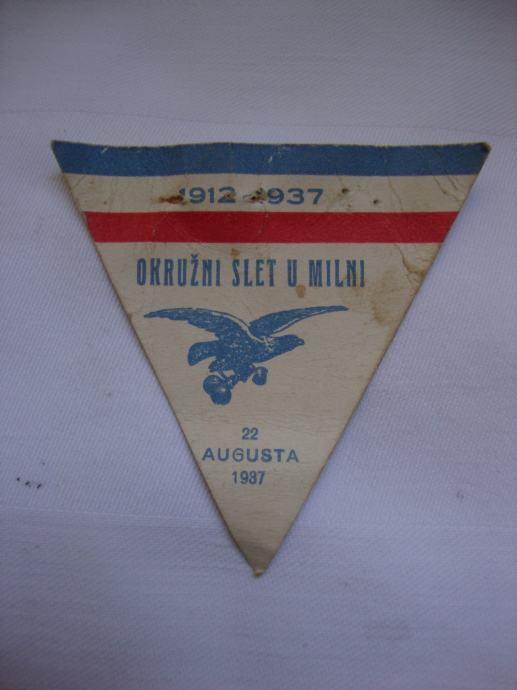 1912-1937
OKRUŽNI SLET U MILNI
22
AUGUSTA
1937